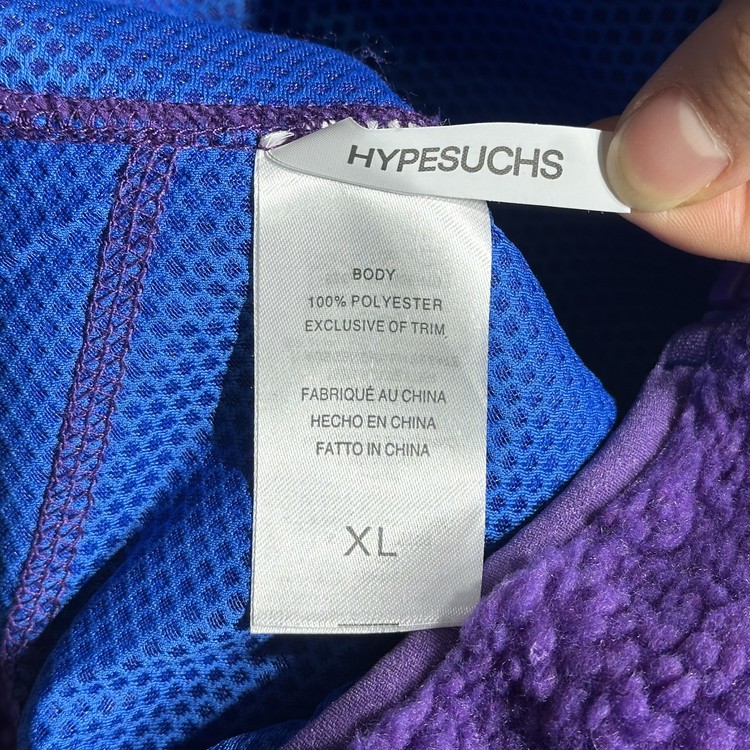 HYPESUCHS
BODY
100% POLYESTER
EXCLUSIVE OF TRIM
FABRIQUÉ AU CHINA
HECHO EN CHINA
FATTO IN CHINA
XL